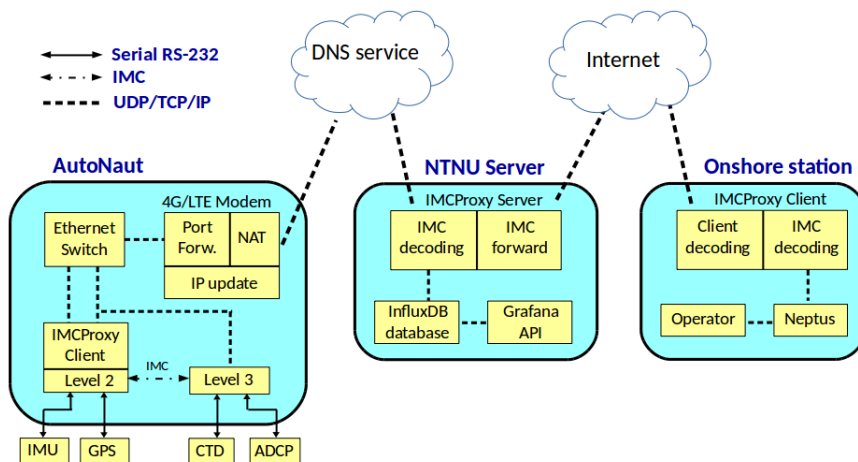 Serial RS-232
IMC
UDP/TCP/IP
DNS service
Internet
AutoNaut
4G/LTE Modem
Ethernet
Switch
Port
Forw.
NAT
IP update
IMCProxy
Client
Level 2
IMC
Level 3
IMU
GPS
CTD
ADCP
NTNU Server
IMCProxy Server
IMC
decoding
IMC
forward
InfluxDB
database
Grafana
API
Onshore station
IMCProxy Client
Client
decoding
IMC
decoding
Operator
Neptus